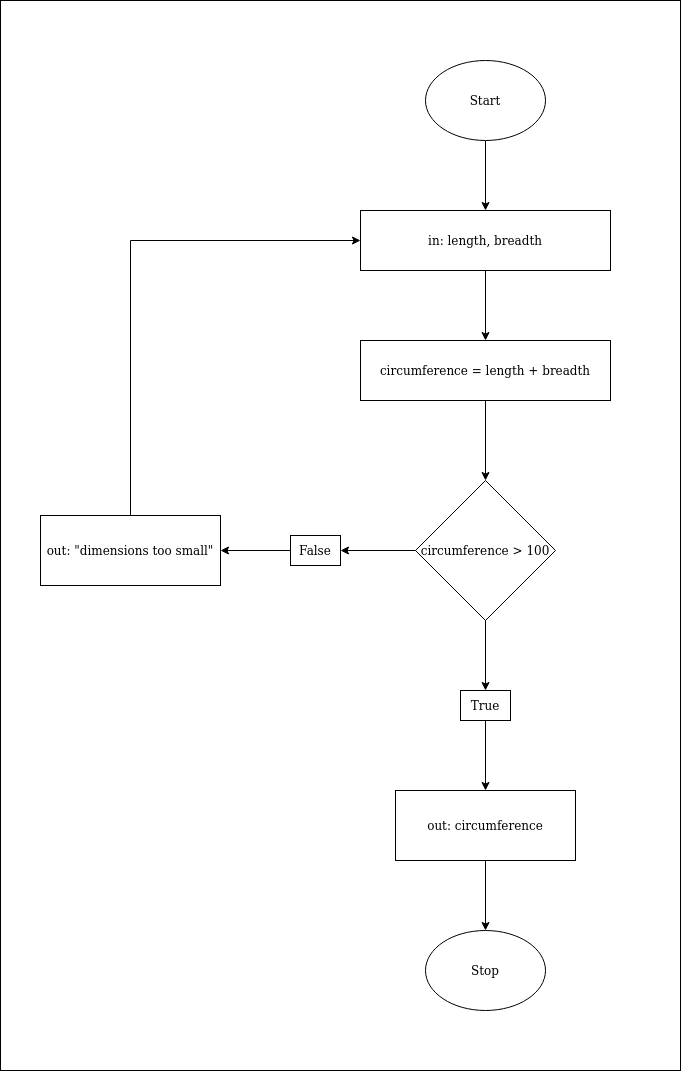 Start
in: length, breadth
circumference = length + breadth
circumference > 100
False
out: "dimensions too small"
True
out: circumference
Stop